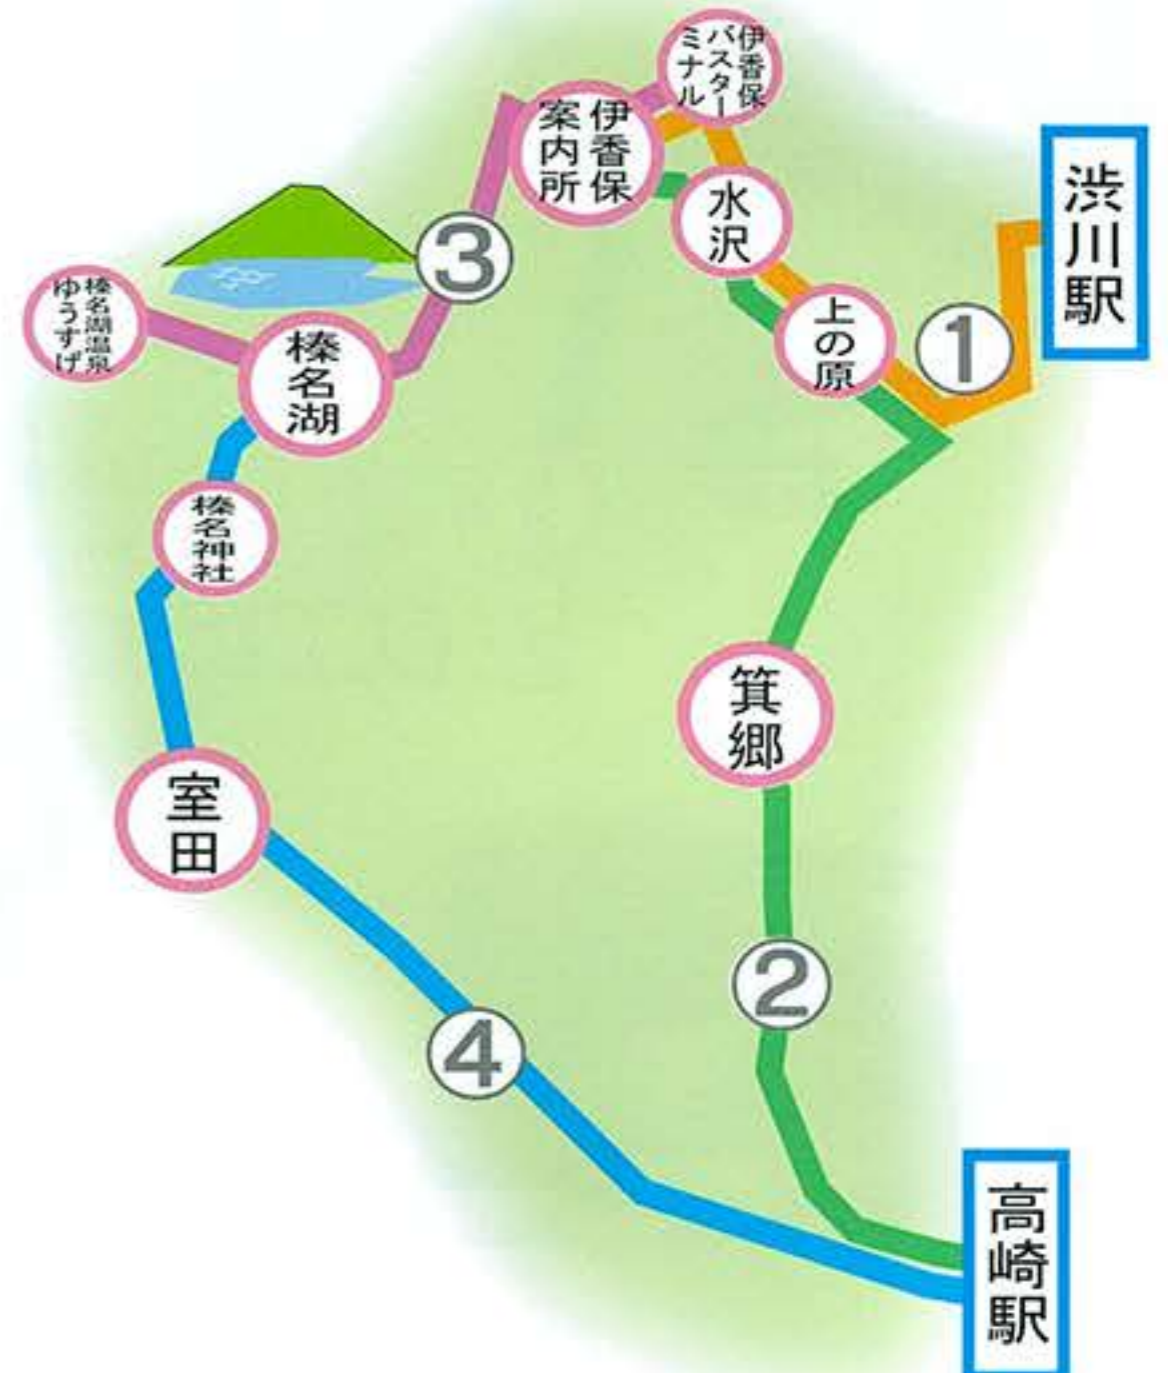 伊香保
バスター
ミナル
伊香保
案内所
水沢
上の原
①
渋川駅
③
榛名湖温泉
ゆうすげ
榛名湖
榛名神社
室田
箕郷
②
④
高崎駅